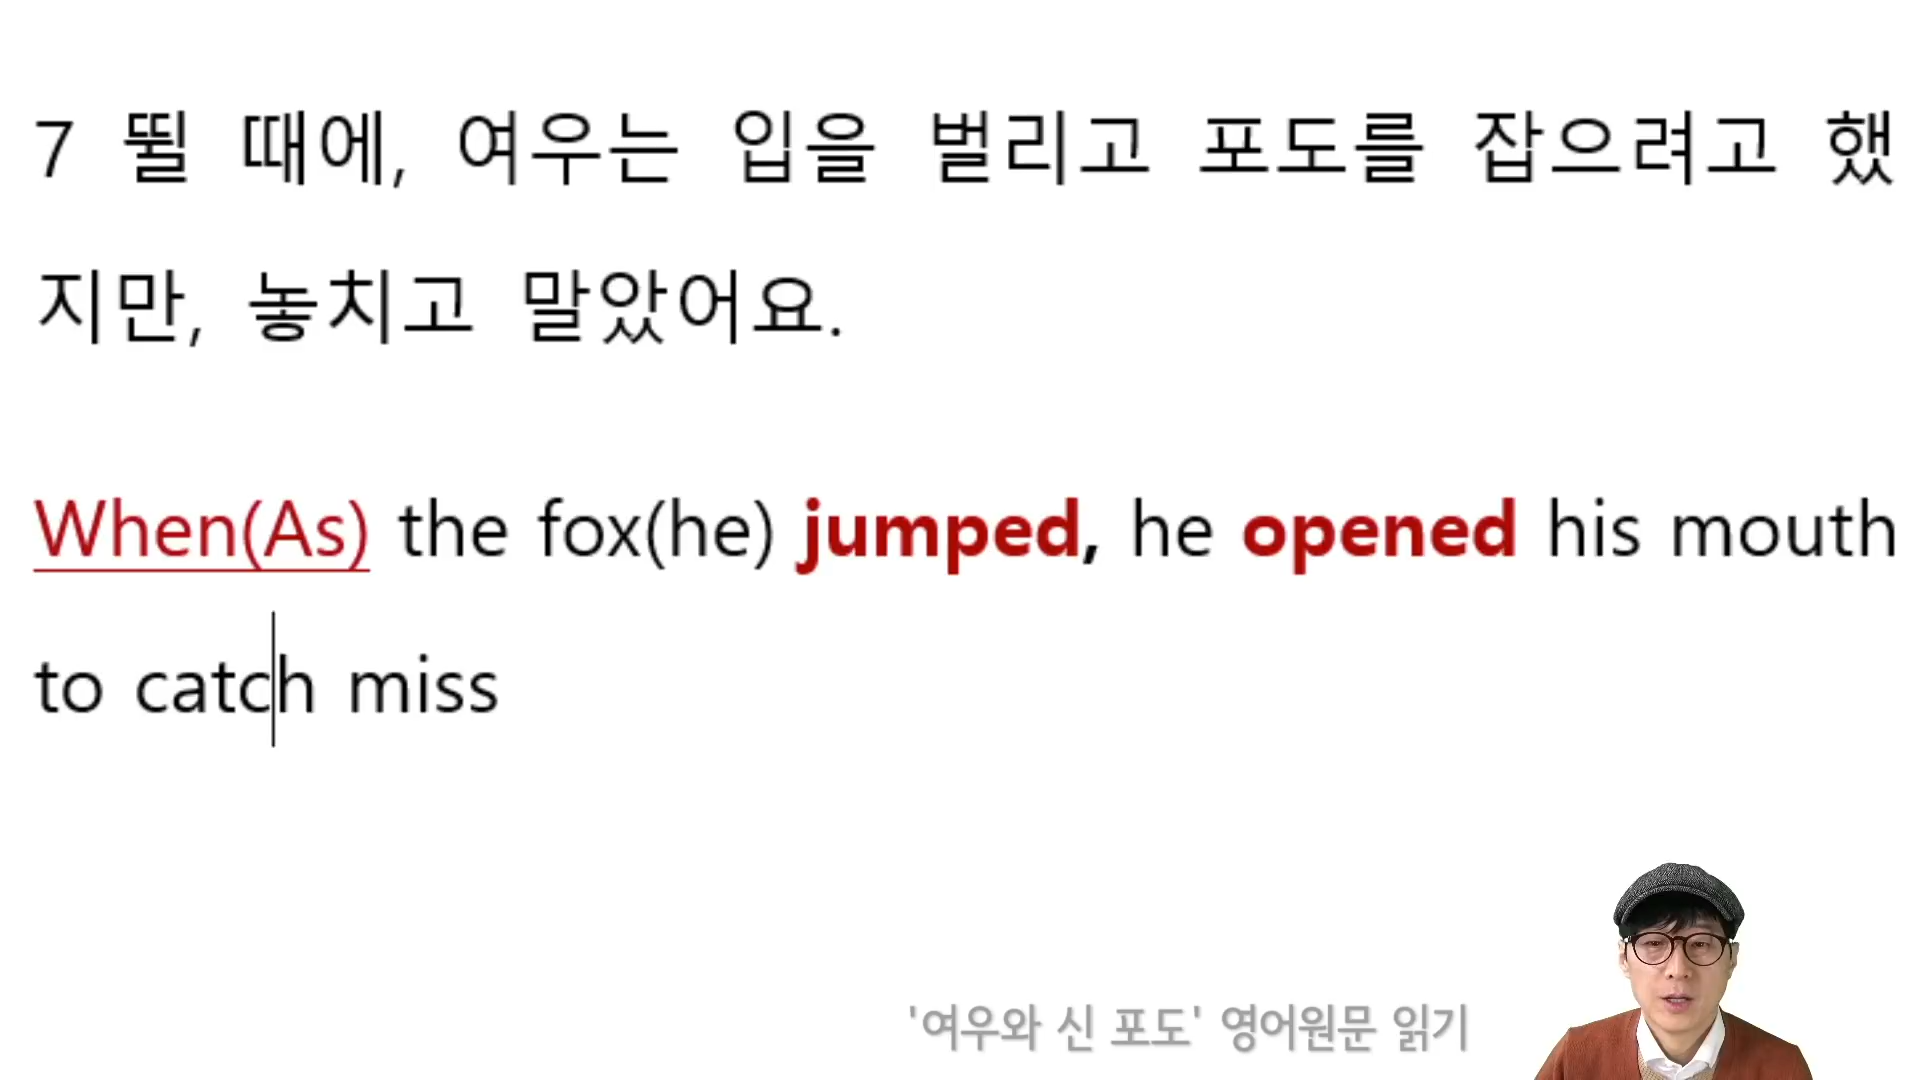 7 뛸 때에, 여우는 입을 벌리고 포도를 잡으려고 했
지만, 놓치고 말았어요.
When(As) the fox(he) jumped, he opened his mouth
to catch miss
'여우와 신 포도' 영어원문 읽기